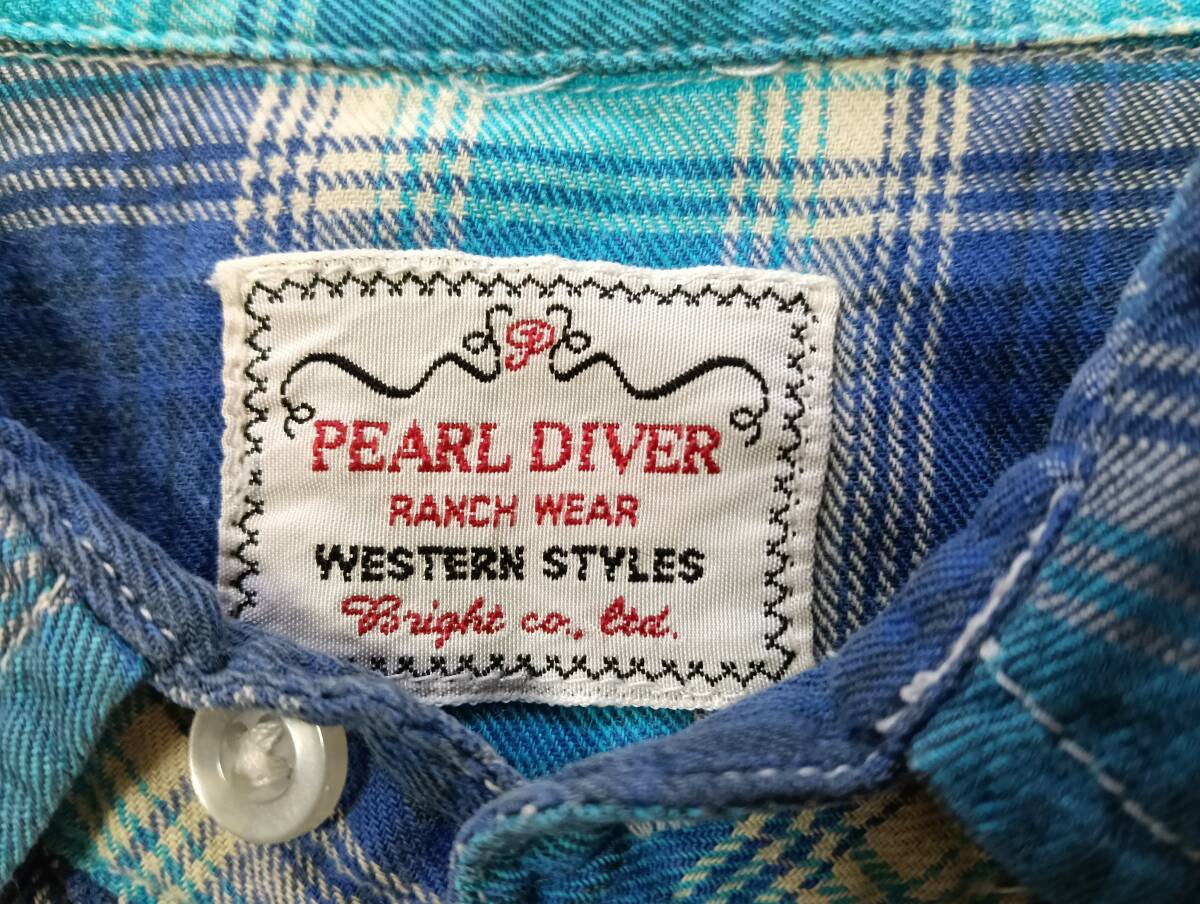 P
PEARL DIVER
RANCH WEAR
WESTERN STYLES
Bright co., ltd.